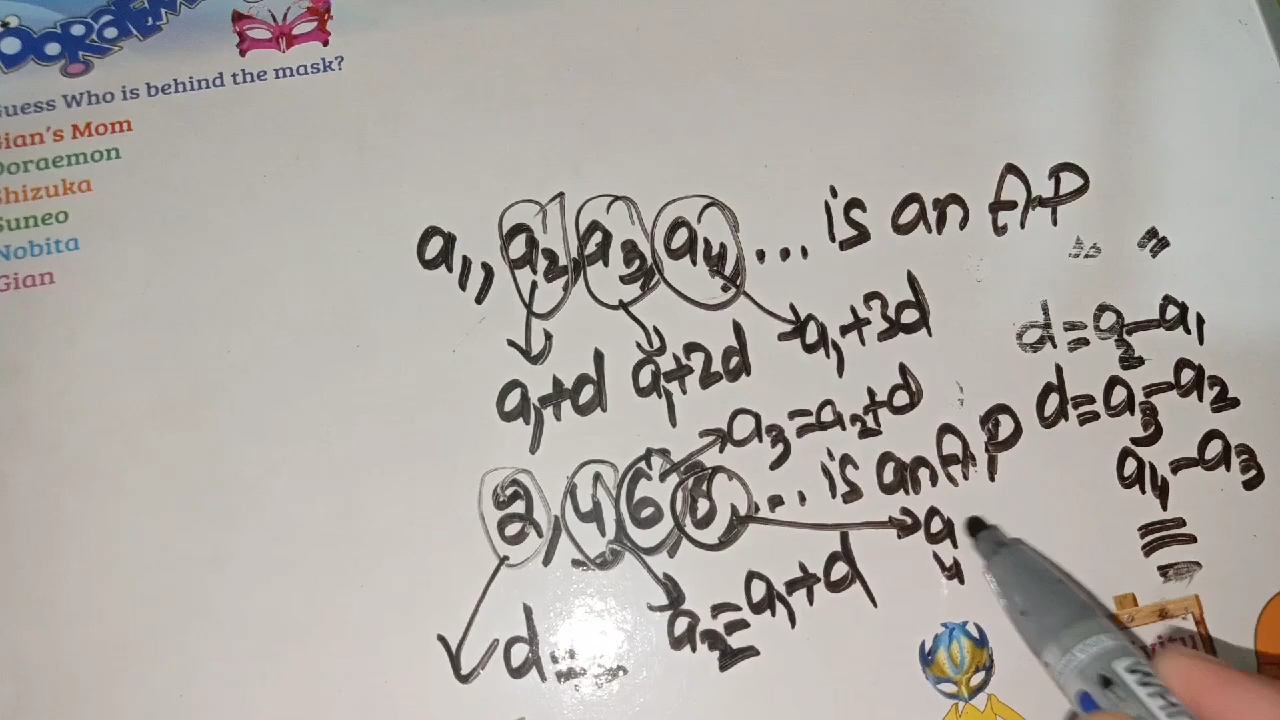 DORAEM
Guess Who is behind the mask?
Gian's Mom
Doraemon
Shizuka
Suneo
Nobita
Gian
a₁, a₂, a₃, a₄, ... is an A.P
a₁+d a₁+2d a₁+3d
d=a₂-a₁
d=a₃-a₂
a₄-a₃
a₃=a₂+d
2, 4, 6, 8, ... is an A.P
a₄
d= a₂=a₁+d